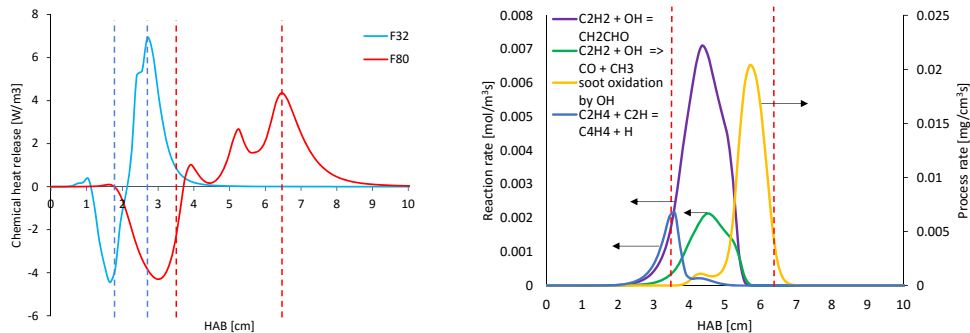 8
6
4
2
0
-2
-4
-6
Chemical heat release [W/m3]
0 1 2 3 4 5 6 7 8 9 10
HAB [cm]
F32
F80
0.008
0.007
0.006
0.005
0.004
0.003
0.002
0.001
0
Reaction rate [mol/m³s]
C2H2 + OH =
CH2CHO
C2H2 + OH =>
CO + CH3
soot oxidation
by OH
C2H4 + C2H =
C4H4 + H
0.025
0.02
0.015
0.01
0.005
0
Process rate [mg/cm³s]
0 1 2 3 4 5 6 7 8 9 10
HAB [cm]